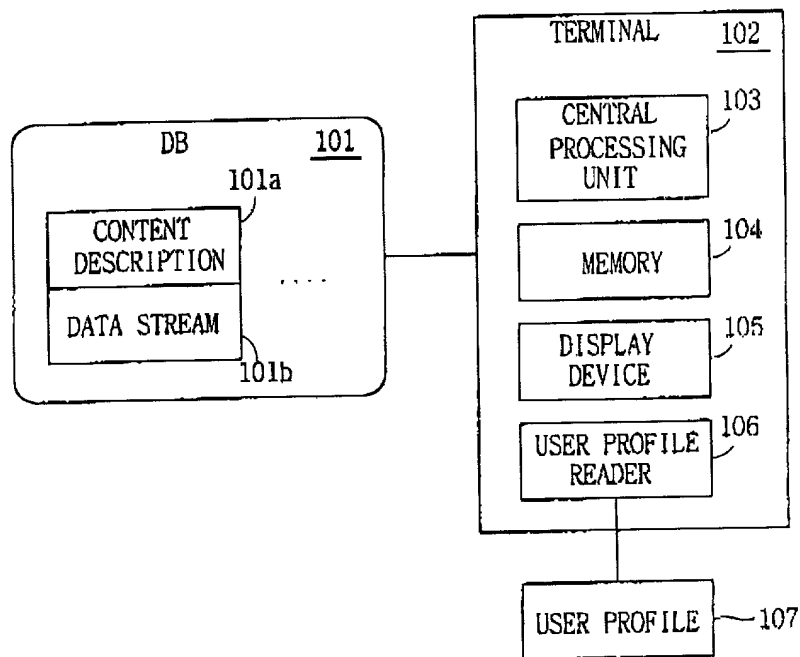 DB 101
101a
CONTENT
DESCRIPTION
DATA STREAM
101b
....
TERMINAL 102
CENTRAL
PROCESSING
UNIT
103
MEMORY
104
DISPLAY
DEVICE
105
USER PROFILE
READER
106
USER PROFILE
107